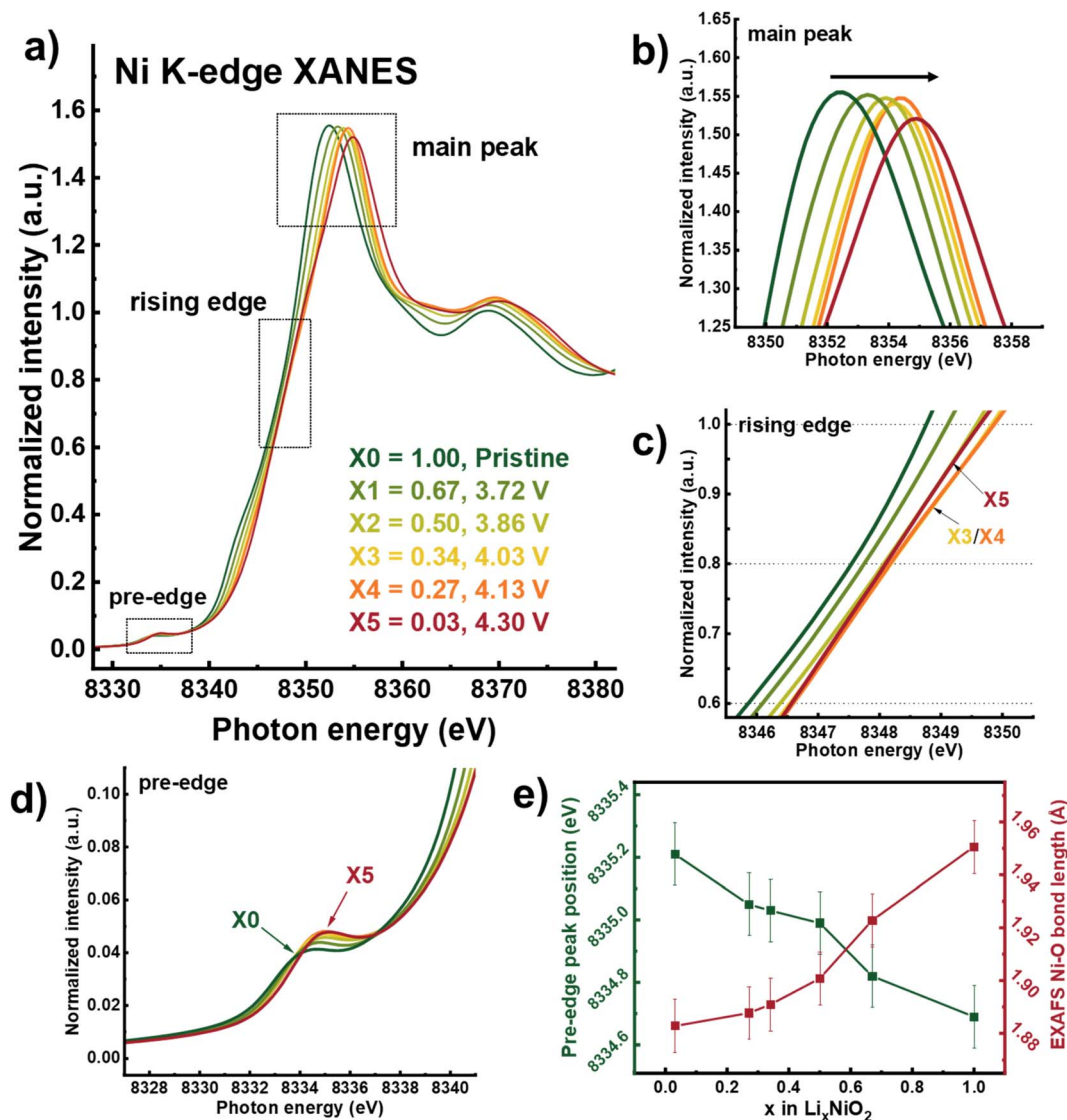 a)
Ni K-edge XANES
main peak
rising edge
pre-edge
X0 = 1.00, Pristine
X1 = 0.67, 3.72 V
X2 = 0.50, 3.86 V
X3 = 0.34, 4.03 V
X4 = 0.27, 4.13 V
X5 = 0.03, 4.30 V
Normalized intensity (a.u.)
1.6
1.4
1.2
1.0
0.8
0.6
0.4
0.2
0.0
8330 8340 8350 8360 8370 8380
Photon energy (eV)
b)
main peak
Normalized intensity (a.u.)
1.65
1.60
1.55
1.50
1.45
1.40
1.35
1.30
1.25
8350 8352 8354 8356 8358
Photon energy (eV)
c)
rising edge
X5
X3/X4
Normalized intensity (a.u.)
1.0
0.9
0.8
0.7
0.6
8346 8347 8348 8349 8350
Photon energy (eV)
d)
pre-edge
X5
X0
Normalized intensity (a.u.)
0.10
0.08
0.06
0.04
0.02
0.00
8328 8330 8332 8334 8336 8338 8340
Photon energy (eV)
e)
Pre-edge peak position (eV)
8335.4
8335.2
8335.0
8334.8
8334.6
EXAFS Ni-O bond length (Å)
1.96
1.94
1.92
1.90
1.88
0.0 0.2 0.4 0.6 0.8 1.0
x in LiₓNiO₂